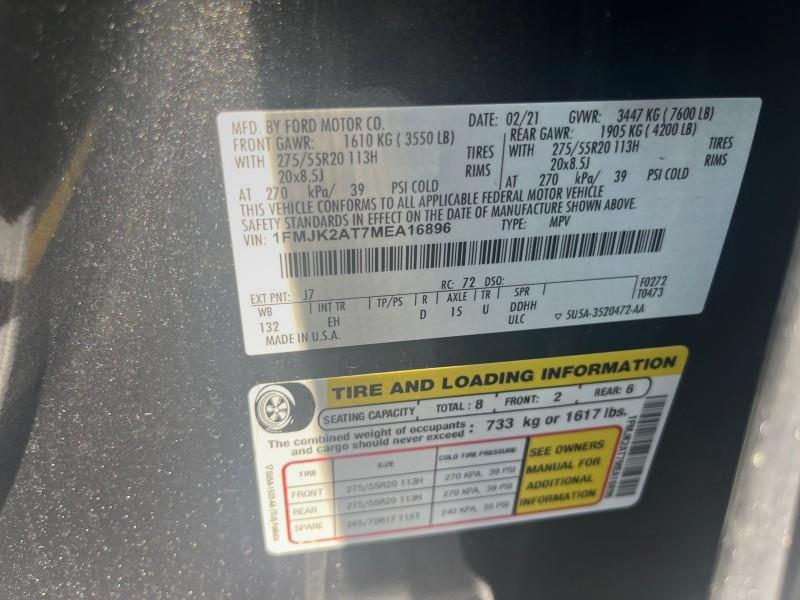 MFD. BY FORD MOTOR CO.
DATE: 02/21 GVWR: 3447 KG (7600 LB)
FRONT GAWR: 1610 KG (3550 LB)
REAR GAWR: 1905 KG (4200 LB)
WITH 275/55R20 113H TIRES
WITH 275/55R20 113H TIRES
20x8.5J RIMS
20x8.5J RIMS
AT 270 kPa/ 39 PSI COLD
AT 270 kPa/ 39 PSI COLD
THIS VEHICLE CONFORMS TO ALL APPLICABLE FEDERAL MOTOR VEHICLE
SAFETY STANDARDS IN EFFECT ON THE DATE OF MANUFACTURE SHOWN ABOVE.
VIN: 1FMJK2AT7MEA16896 TYPE: MPV
EXT PNT: J7 RC: 72 DSO: F0272
T0473
WB INT TR TP/PS R AXLE TR SPR
132 EH D 15 U DDHH
ULC
MADE IN U.S.A.
▽ 5U5A-3520472-AA
TIRE AND LOADING INFORMATION
SEATING CAPACITY TOTAL : 8 FRONT: 2 REAR: 6
The combined weight of occupants
and cargo should never exceed : 733 kg or 1617 lbs.
TIRE SIZE COLD TIRE PRESSURE
FRONT 275/55R20 113H 270 KPA, 39 PSI
REAR 275/55R20 113H 270 KPA, 39 PSI
SPARE 265/70R17 115T 240 KPA, 35 PSI
SEE OWNERS
MANUAL FOR
ADDITIONAL
INFORMATION
1FMJK2AT7MEA16896